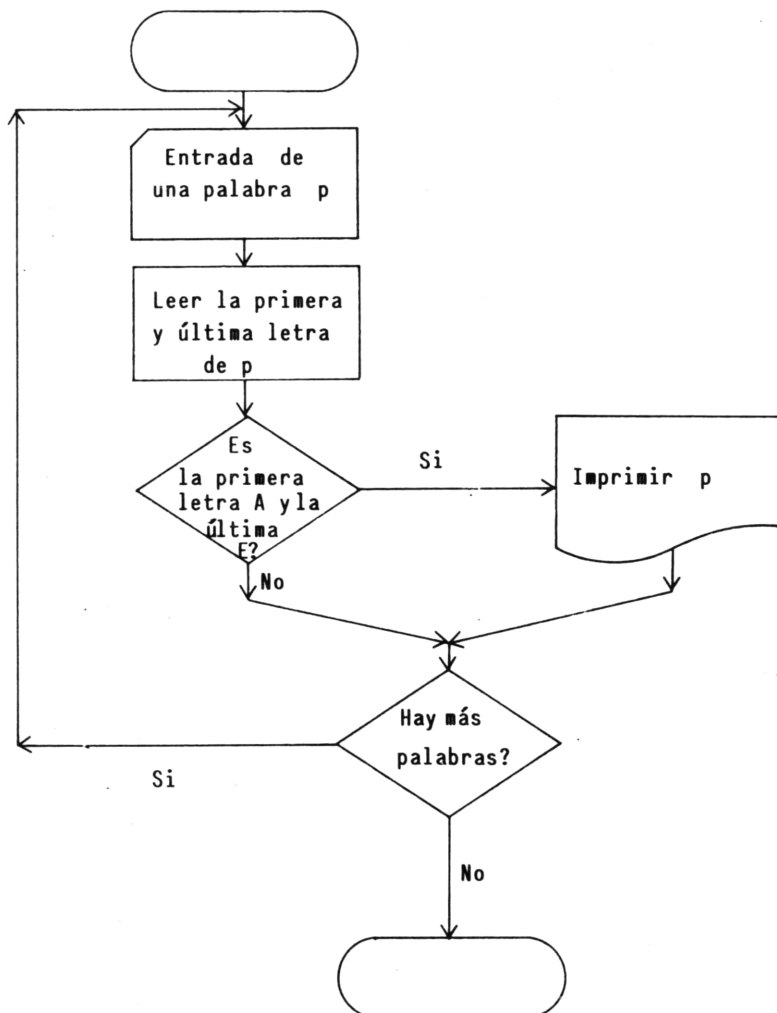 Entrada de
una palabra p
Leer la primera
y última letra
de p
Es
la primera
letra A y la
última
E?
Si
Imprimir p
No
Hay más
palabras?
Si
No